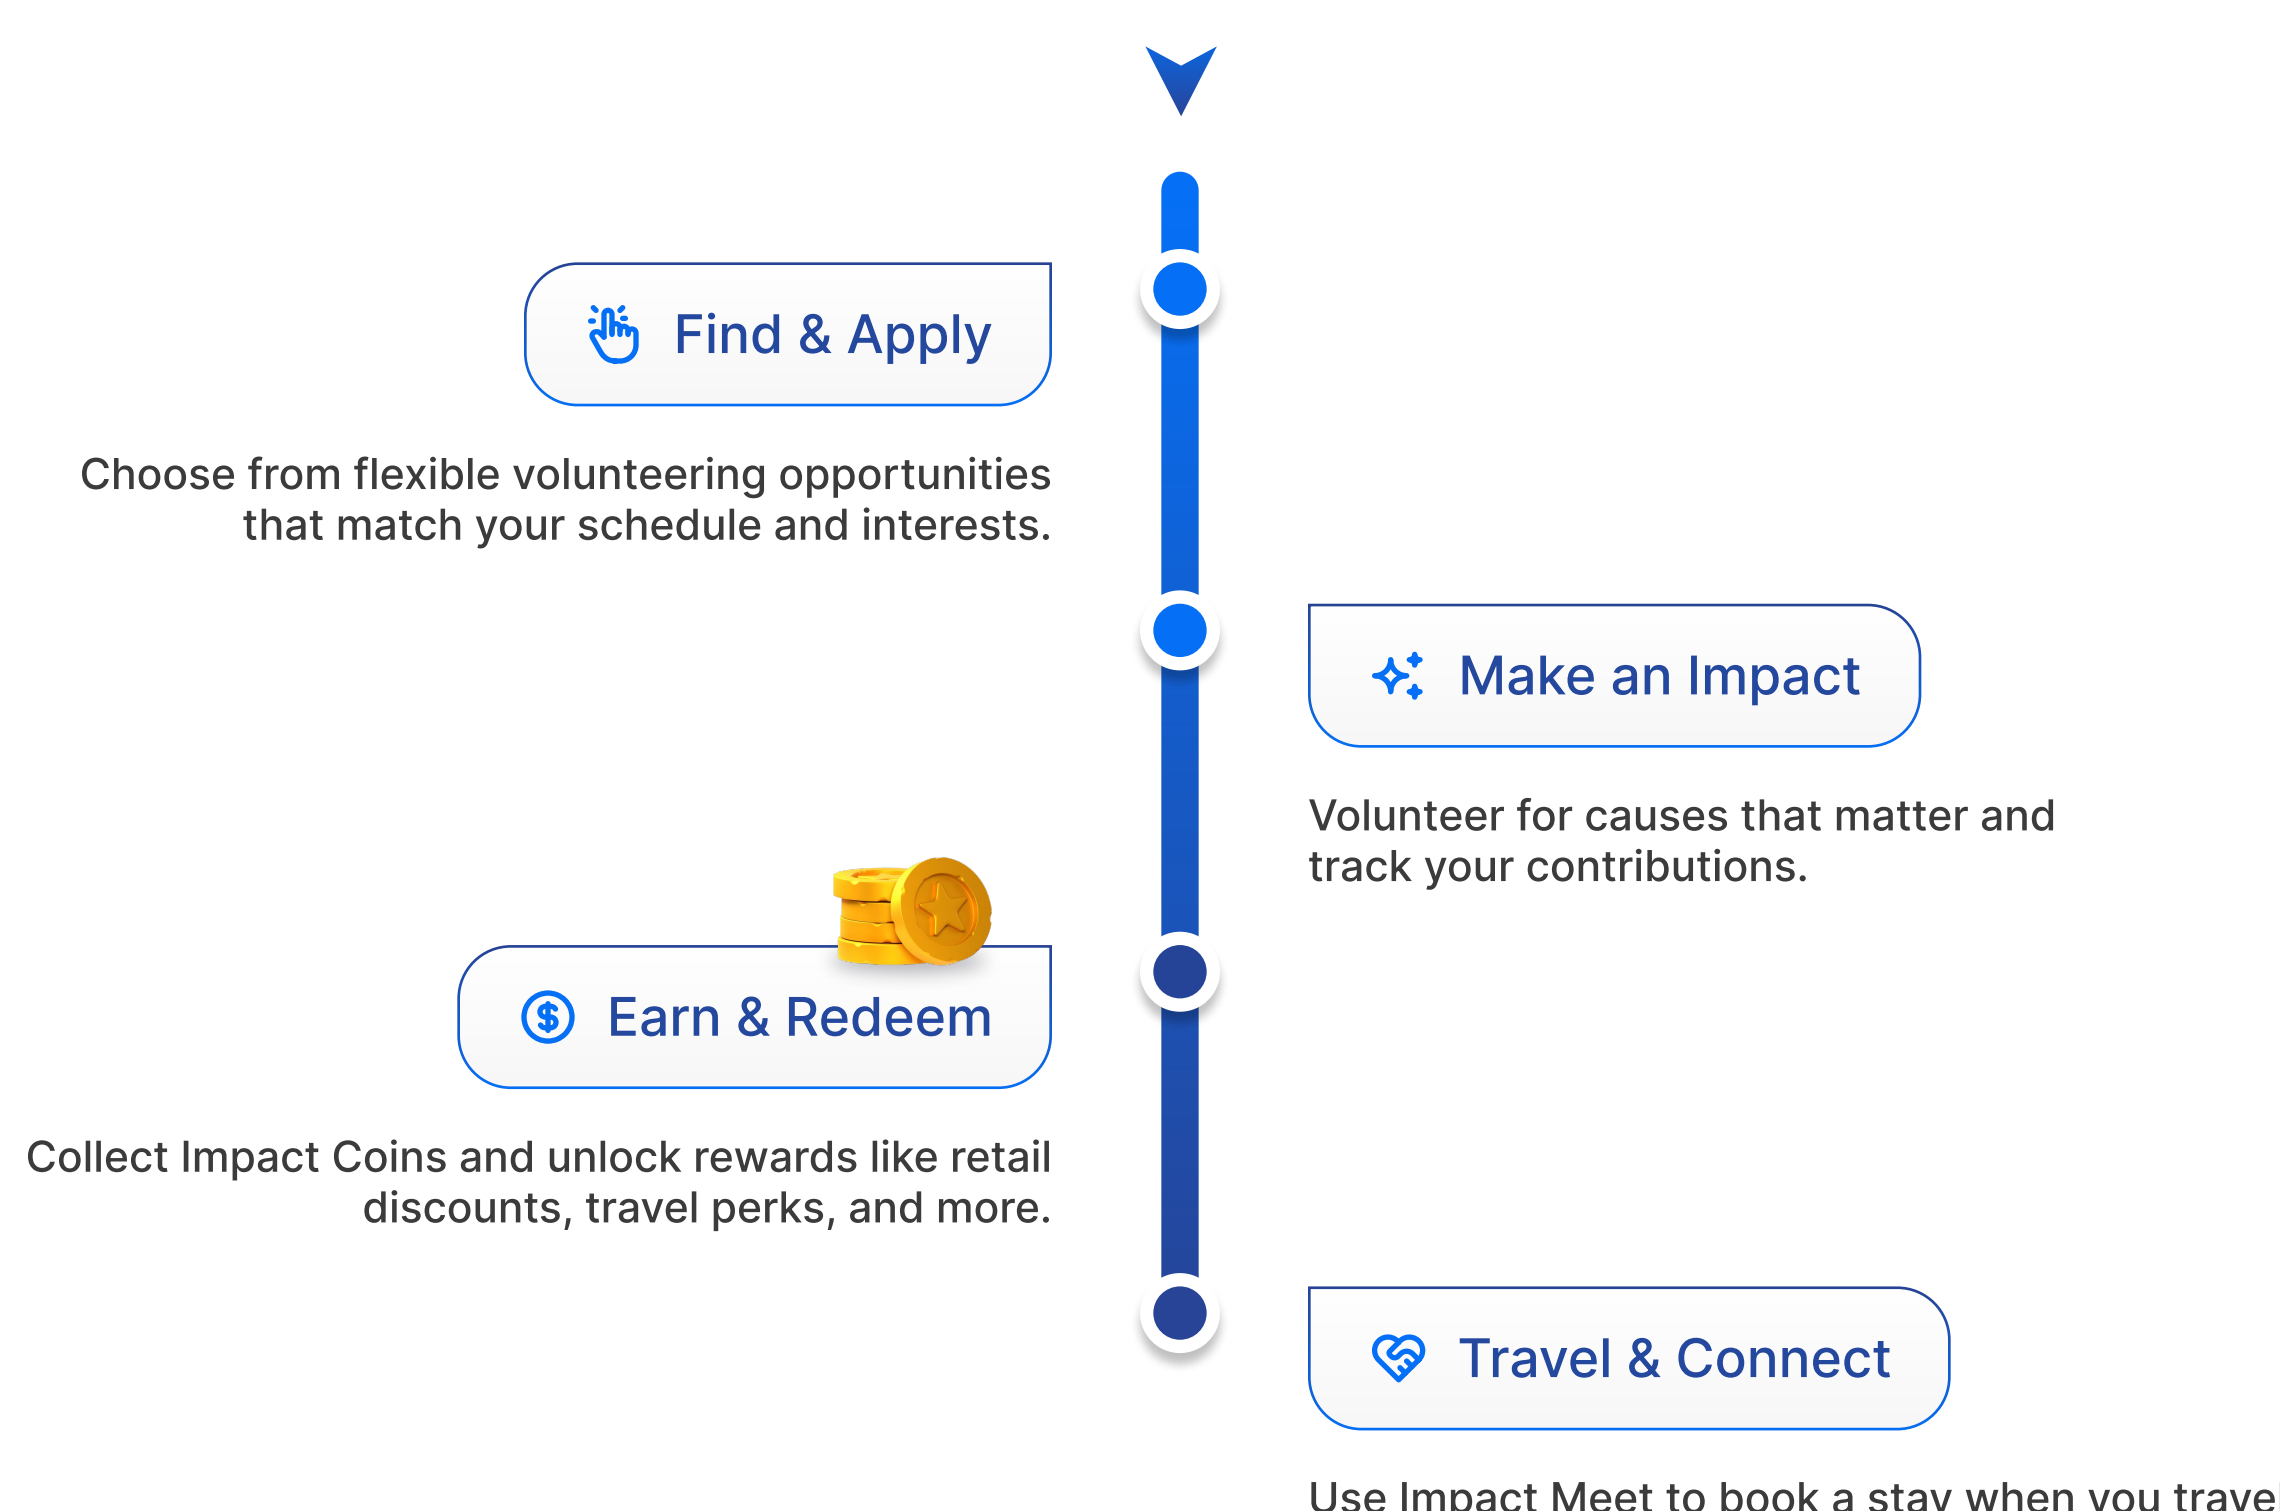 Find & Apply
Choose from flexible volunteering opportunities
that match your schedule and interests.
Make an Impact
Volunteer for causes that matter and
track your contributions.
Earn & Redeem
Collect Impact Coins and unlock rewards like retail
discounts, travel perks, and more.
Travel & Connect
Use Impact Meet to book a stay when you travel